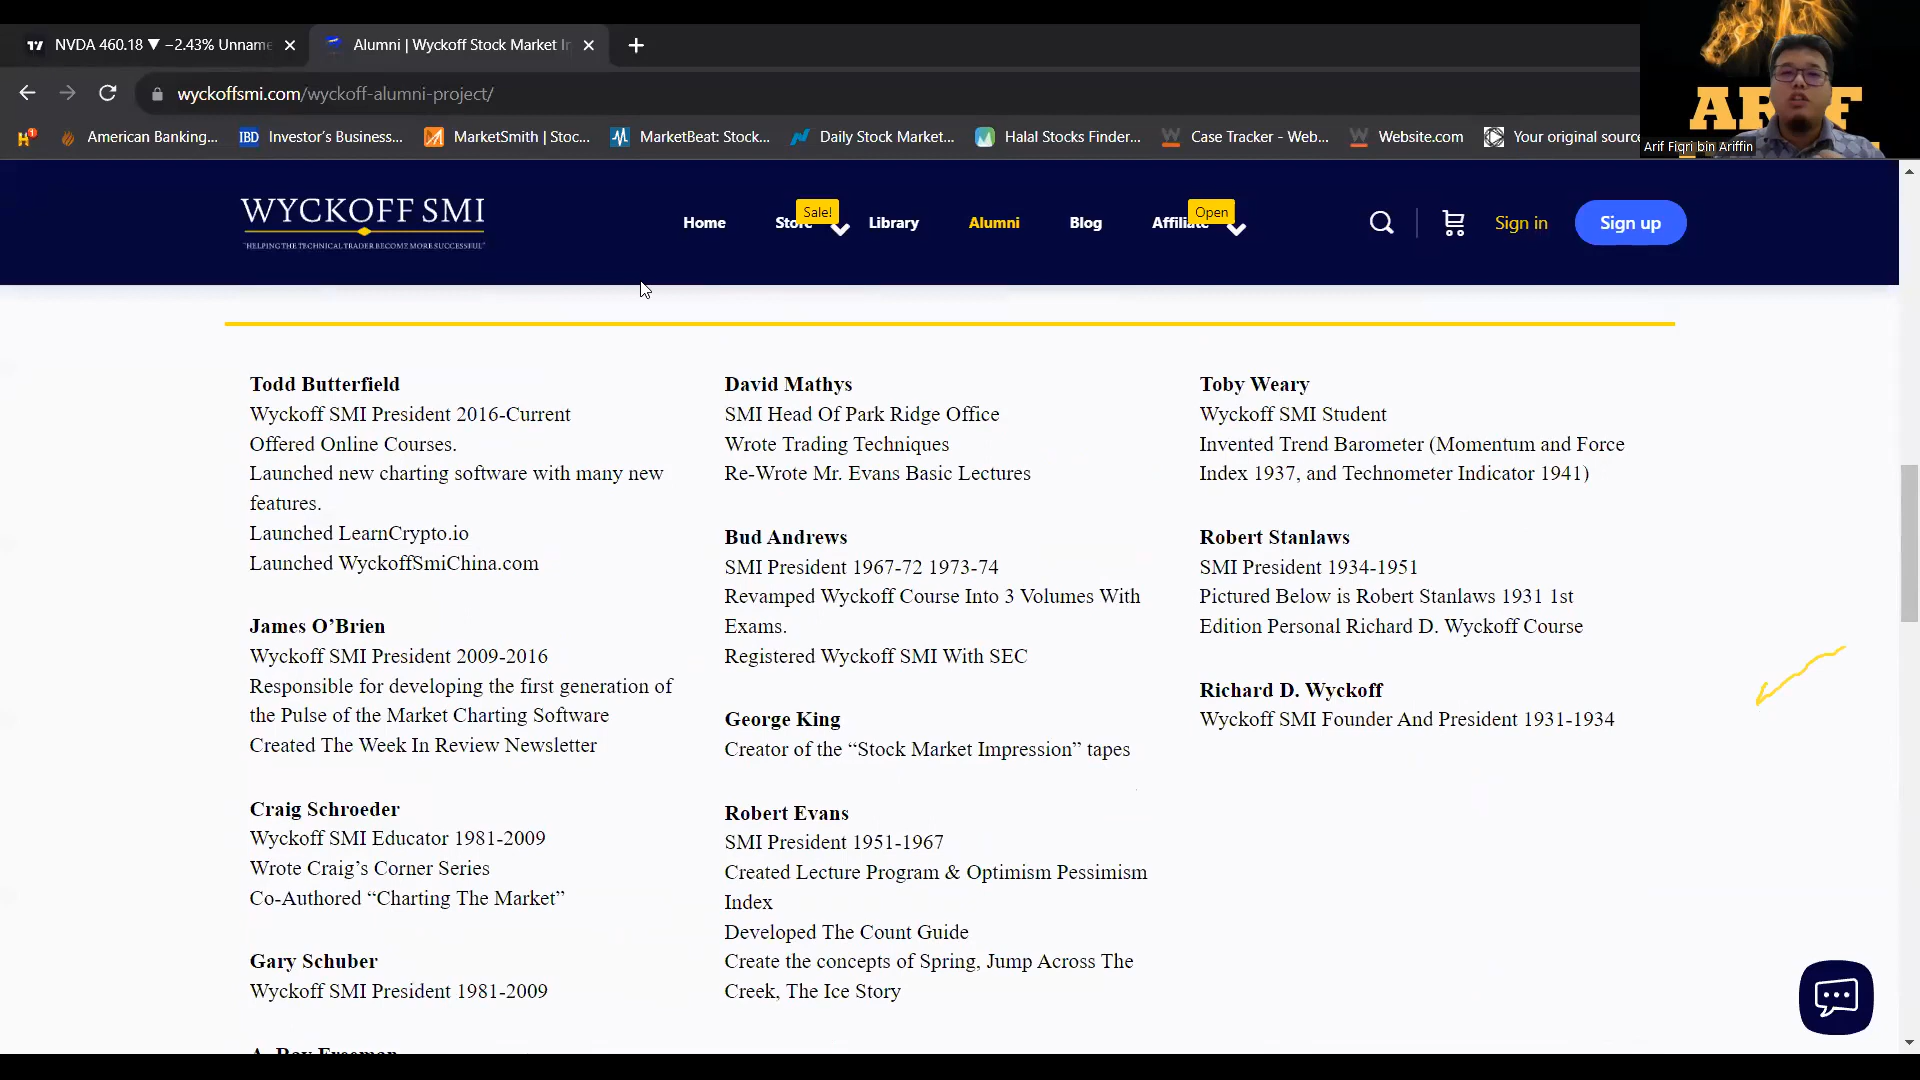 NVDA 460.18 ▼ −2.43% Unname
Alumni | Wyckoff Stock Market In
wyckoffsmi.com/wyckoff-alumni-project/
American Banking...
IBD Investor's Business...
MarketSmith | Stoc...
MarketBeat: Stock...
Daily Stock Market...
Halal Stocks Finder...
Case Tracker - Web...
Website.com
Your original source
Arif Fiqri bin Ariffin
WYCKOFF SMI
"HELPING THE TECHNICAL TRADER BECOME MORE SUCCESSFUL"
Home
Store
Sale!
Library
Alumni
Blog
Affiliate
Open
Sign in
Sign up
Todd Butterfield
Wyckoff SMI President 2016-Current
Offered Online Courses.
Launched new charting software with many new
features.
Launched LearnCrypto.io
Launched WyckoffSmiChina.com
James O’Brien
Wyckoff SMI President 2009-2016
Responsible for developing the first generation of
the Pulse of the Market Charting Software
Created The Week In Review Newsletter
Craig Schroeder
Wyckoff SMI Educator 1981-2009
Wrote Craig’s Corner Series
Co-Authored “Charting The Market”
Gary Schuber
Wyckoff SMI President 1981-2009
A. Ray Freeman
David Mathys
SMI Head Of Park Ridge Office
Wrote Trading Techniques
Re-Wrote Mr. Evans Basic Lectures
Bud Andrews
SMI President 1967-72 1973-74
Revamped Wyckoff Course Into 3 Volumes With
Exams.
Registered Wyckoff SMI With SEC
George King
Creator of the “Stock Market Impression” tapes
Robert Evans
SMI President 1951-1967
Created Lecture Program & Optimism Pessimism
Index
Developed The Count Guide
Create the concepts of Spring, Jump Across The
Creek, The Ice Story
Toby Weary
Wyckoff SMI Student
Invented Trend Barometer (Momentum and Force
Index 1937, and Technometer Indicator 1941)
Robert Stanlaws
SMI President 1934-1951
Pictured Below is Robert Stanlaws 1931 1st
Edition Personal Richard D. Wyckoff Course
Richard D. Wyckoff
Wyckoff SMI Founder And President 1931-1934